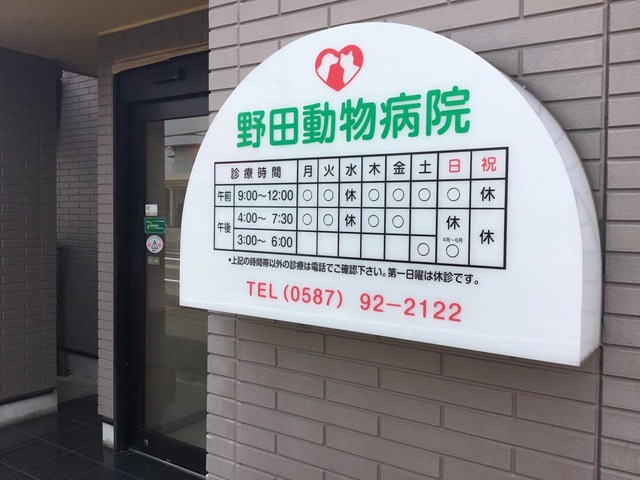 野田動物病院
診療時間 月 火 水 木 金 土 日 祝
午前 9:00～12:00 ○ ○ 休 ○ ○ ○ ○ 休
午後 4:00～ 7:30 ○ ○ 休 ○ ○ 休 休
3:00～ 6:00 ○ 4月～6月 ○
*上記の時間帯以外の診療は電話でご確認下さい。第一日曜は休診です。
TEL (0587) 92-2122